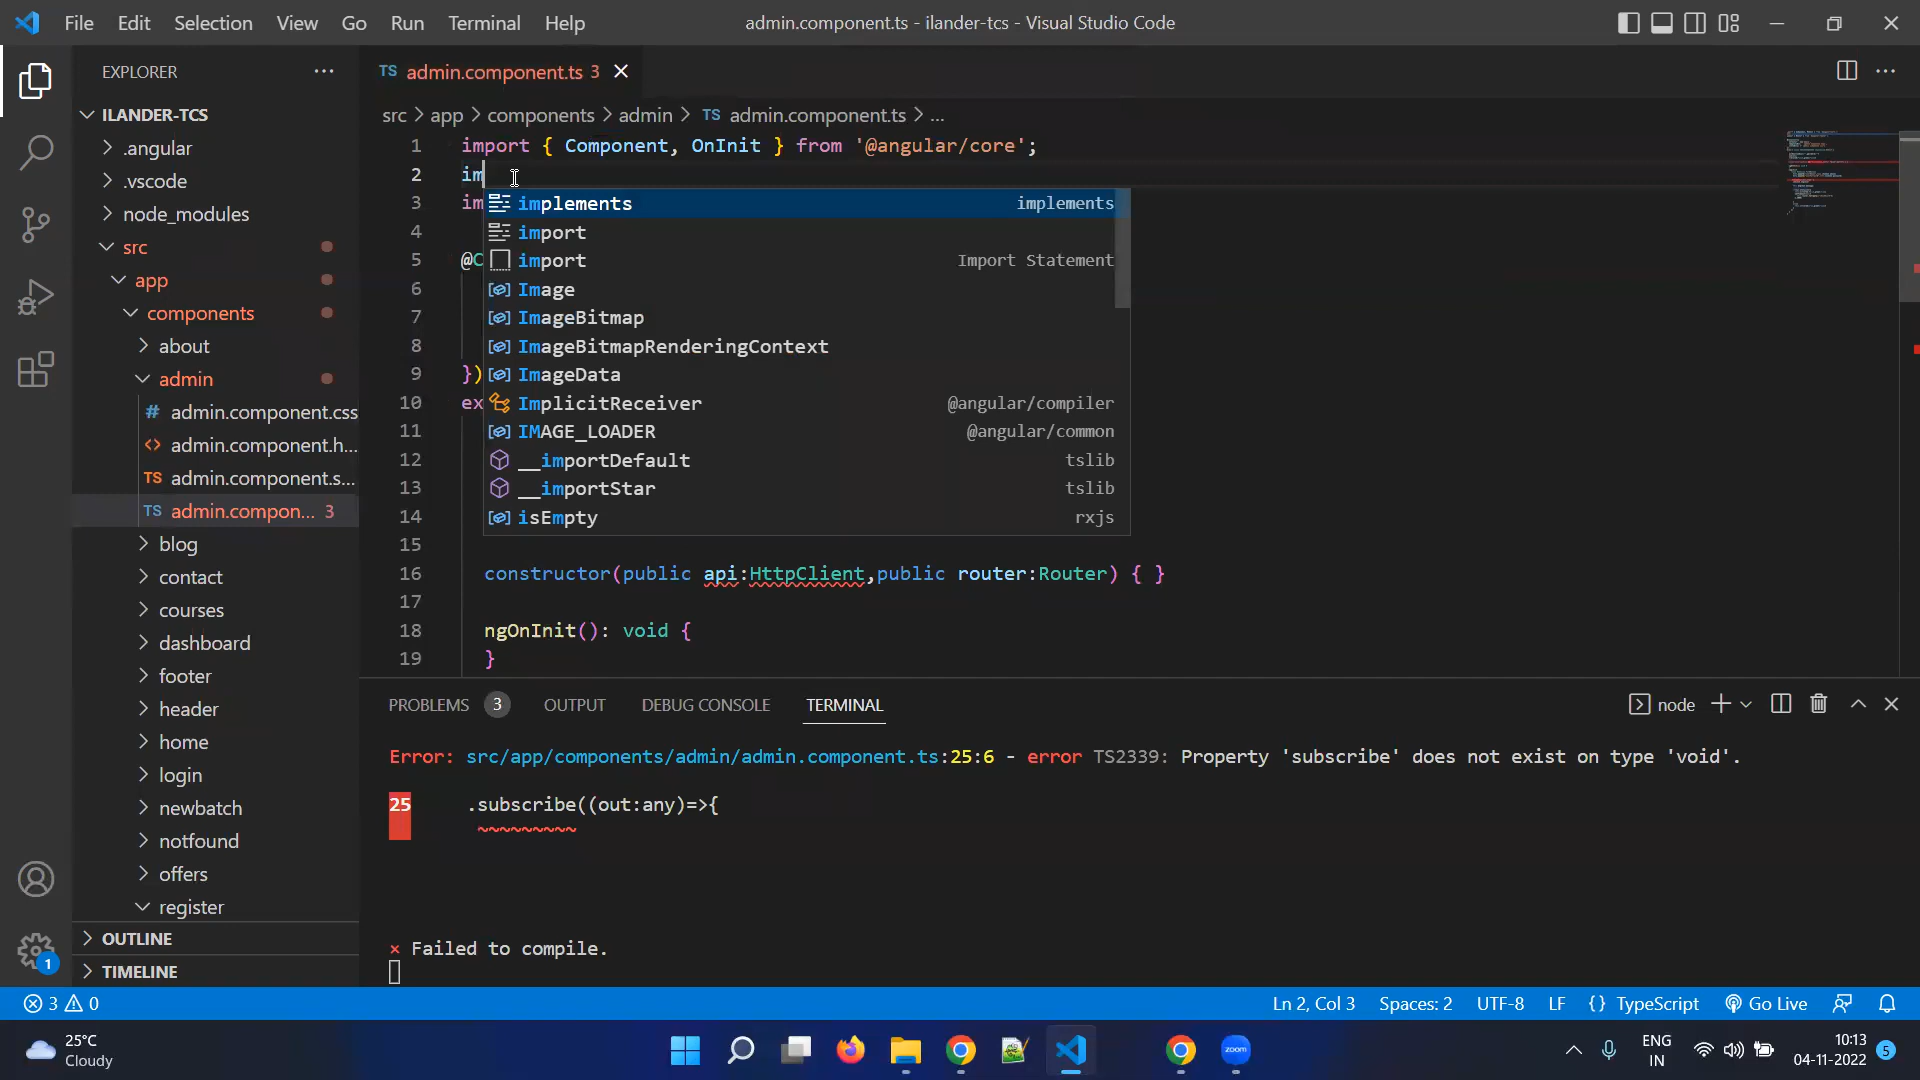 File Edit Selection View Go Run Terminal Help
admin.component.ts - ilander-tcs - Visual Studio Code
EXPLORER
ILANDER-TCS
.angular
.vscode
node_modules
src
app
components
about
admin
admin.component.css
admin.component.h...
admin.component.s...
admin.compon... 3
blog
contact
courses
dashboard
footer
header
home
login
newbatch
notfound
offers
register
OUTLINE
TIMELINE
TS admin.component.ts 3
src > app > components > admin > TS admin.component.ts > ...
1 import { Component, OnInit } from '@angular/core';
2 im
3 im
4
5 @C
6
7
8
9 })
10 ex
11
12
13
14
15
16 constructor(public api:HttpClient,public router:Router) { }
17
18 ngOnInit(): void {
19 }
implements implements
import
import Import Statement
Image
ImageBitmap
ImageBitmapRenderingContext
ImageData
ImplicitReceiver @angular/compiler
IMAGE_LOADER @angular/common
__importDefault tslib
__importStar tslib
isEmpty rxjs
PROBLEMS 3 OUTPUT DEBUG CONSOLE TERMINAL
node
Error: src/app/components/admin/admin.component.ts:25:6 - error TS2339: Property 'subscribe' does not exist on type 'void'.
25 .subscribe((out:any)=>{
~~~~~~~~~
× Failed to compile.
1
3 0
Ln 2, Col 3 Spaces: 2 UTF-8 LF {} TypeScript Go Live
25°C
Cloudy
zoom
ENG
IN
10:13
04-11-2022
5